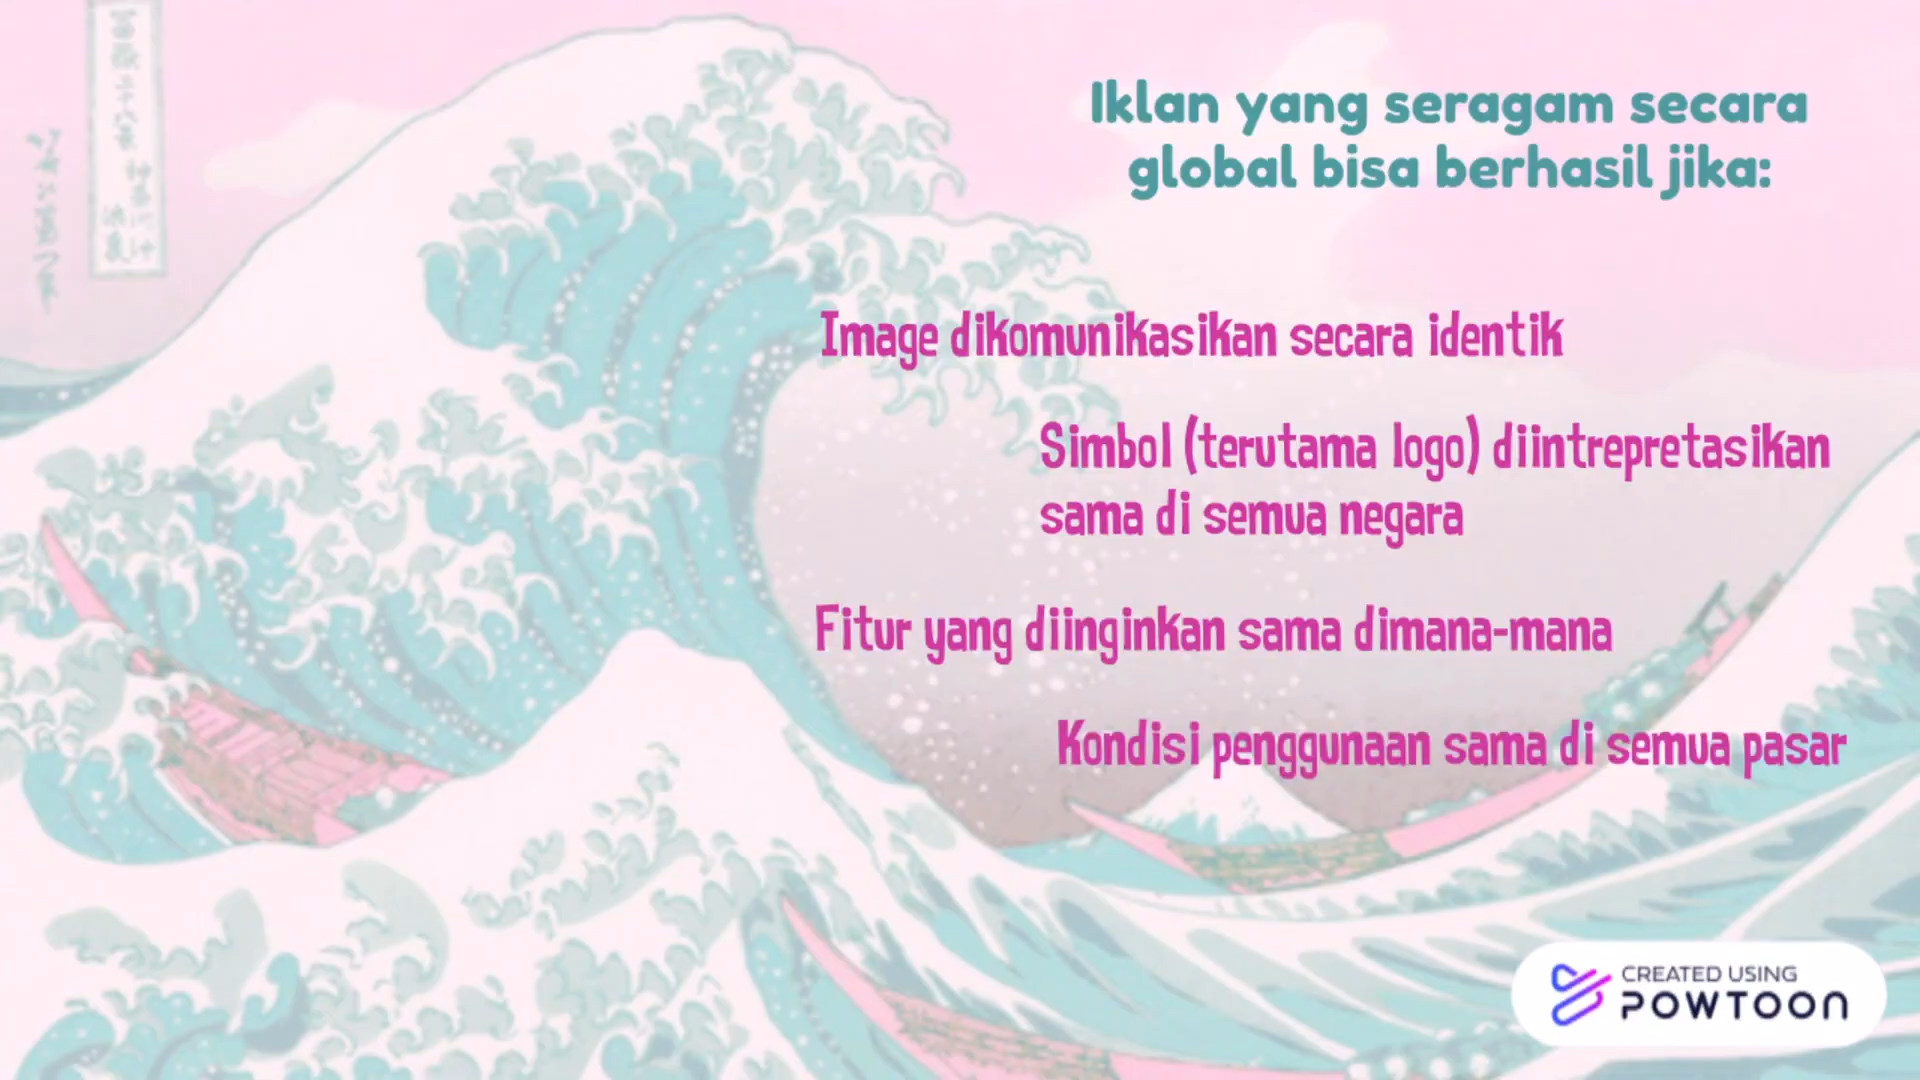 Iklan yang seragam secara
global bisa berhasil jika:
Image dikomunikasikan secara identik
Simbol (terutama logo) diintrepretasikan
sama di semua negara
Fitur yang diinginkan sama dimana-mana
Kondisi penggunaan sama di semua pasar
CREATED USING
POWTOON